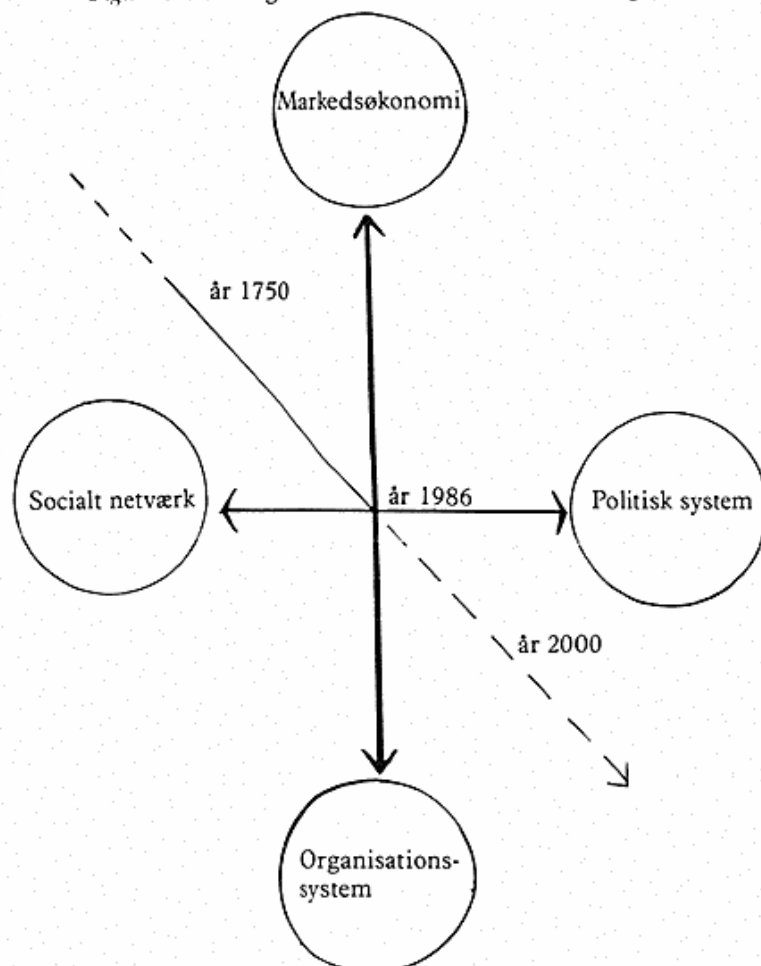 Markedsøkonomi
år 1750
Socialt netværk
år 1986
Politisk system
år 2000
Organisations-
system